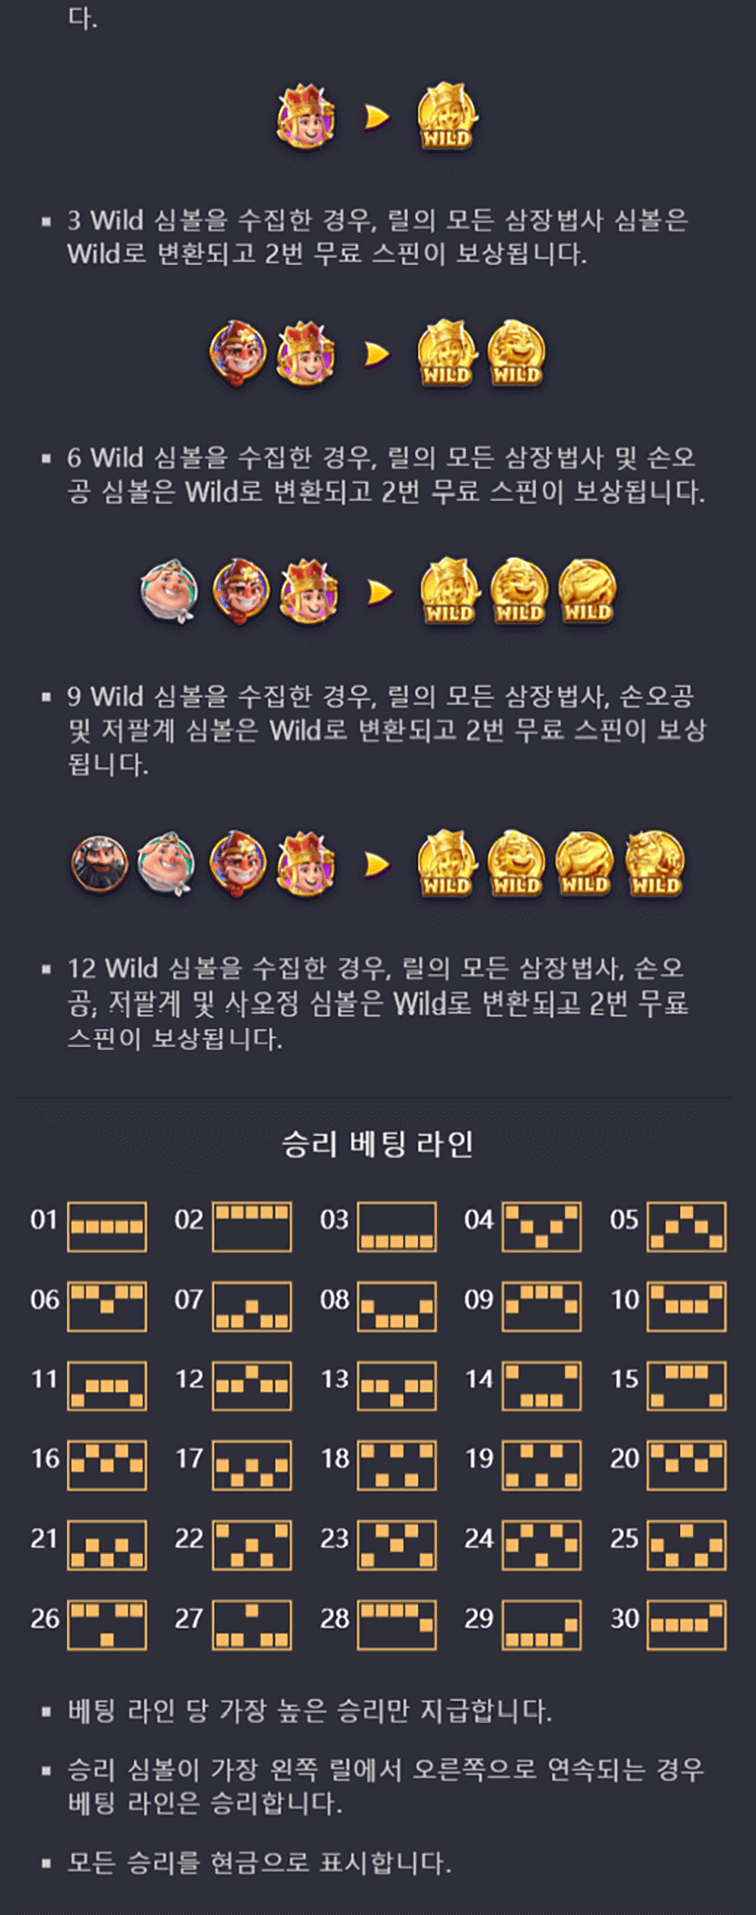 다.
WILD
3 Wild 심볼을 수집한 경우, 릴의 모든 삼장법사 심볼은
Wild로 변환되고 2번 무료 스핀이 보상됩니다.
WILD WILD
6 Wild 심볼을 수집한 경우, 릴의 모든 삼장법사 및 손오
공 심볼은 Wild로 변환되고 2번 무료 스핀이 보상됩니다.
WILD WILD WILD
9 Wild 심볼을 수집한 경우, 릴의 모든 삼장법사, 손오공
및 저팔계 심볼은 Wild로 변환되고 2번 무료 스핀이 보상
됩니다.
WILD WILD WILD WILD
12 Wild 심볼을 수집한 경우, 릴의 모든 삼장법사, 손오
공, 저팔계 및 사오정 심볼은 Wild로 변환되고 2번 무료
스핀이 보상됩니다.
승리 베팅 라인
01 02 03 04 05
06 07 08 09 10
11 12 13 14 15
16 17 18 19 20
21 22 23 24 25
26 27 28 29 30
베팅 라인 당 가장 높은 승리만 지급합니다.
승리 심볼이 가장 왼쪽 릴에서 오른쪽으로 연속되는 경우
베팅 라인은 승리합니다.
모든 승리를 현금으로 표시합니다.